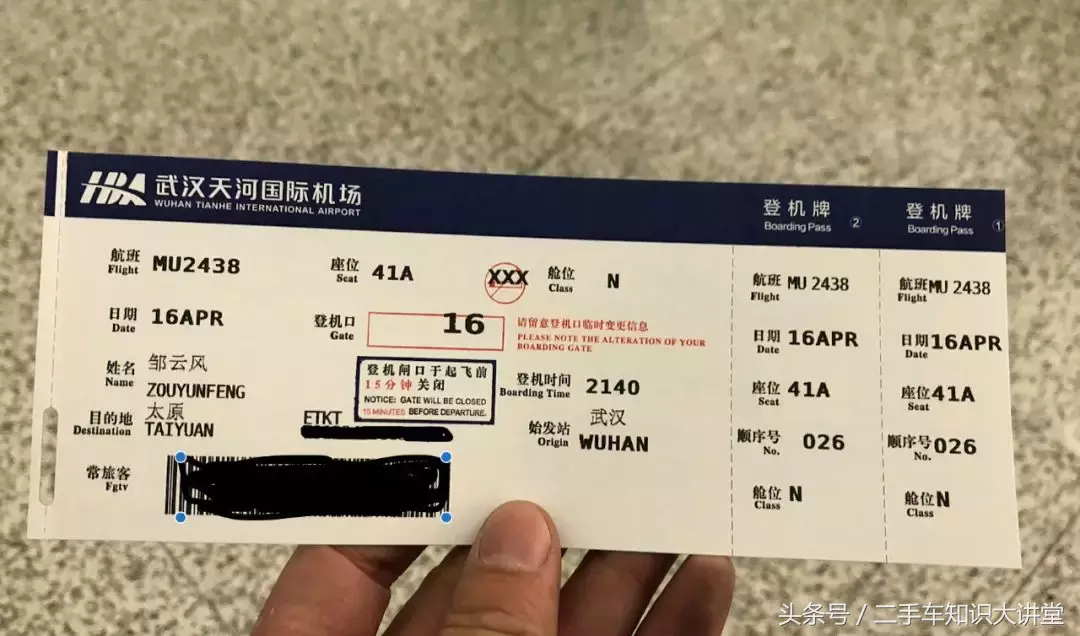 HBA 武汉天河国际机场
WUHAN TIANHE INTERNATIONAL AIRPORT
登机牌 ②
Boarding Pass
登机牌 ①
Boarding Pass
航班 MU2438 座位 41A XXX 舱位 N
Flight Seat Class
日期 16APR 登机口 16 请留意登机口临时变更信息
Date Gate PLEASE NOTE THE ALTERATION OF YOUR
BOARDING GATE
姓名 邹云风
Name ZOUYUNFENG
登机闸口于起飞前
15分钟关闭
NOTICE: GATE WILL BE CLOSED
15 MINUTES BEFORE DEPARTURE.
登机时间 2140
Boarding Time
目的地 太原
Destination TAIYUAN
ETKT
始发站 武汉
Origin WUHAN
常旅客
Fqtv
航班 MU 2438
Flight
日期 16APR
Date
座位 41A
Seat
顺序号 026
No.
舱位 N
Class
航班 MU 2438
Flight
日期 16APR
Date
座位 41A
Seat
顺序号 026
No.
舱位 N
Class
头条号 / 二手车知识大讲堂